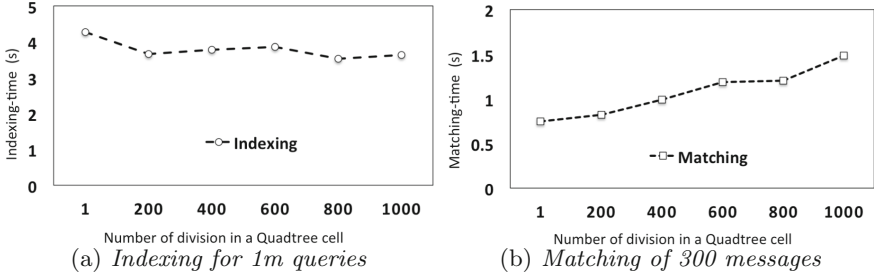 5
4
3
2
1
0
Indexing-time (s)
Indexing
1 200 400 600 800 1000
Number of division in a Quadtree cell
(a) Indexing for 1m queries
2
1.5
1
0.5
0
Matching-time (s)
Matching
1 200 400 600 800 1000
Number of division in a Quadtree cell
(b) Matching of 300 messages